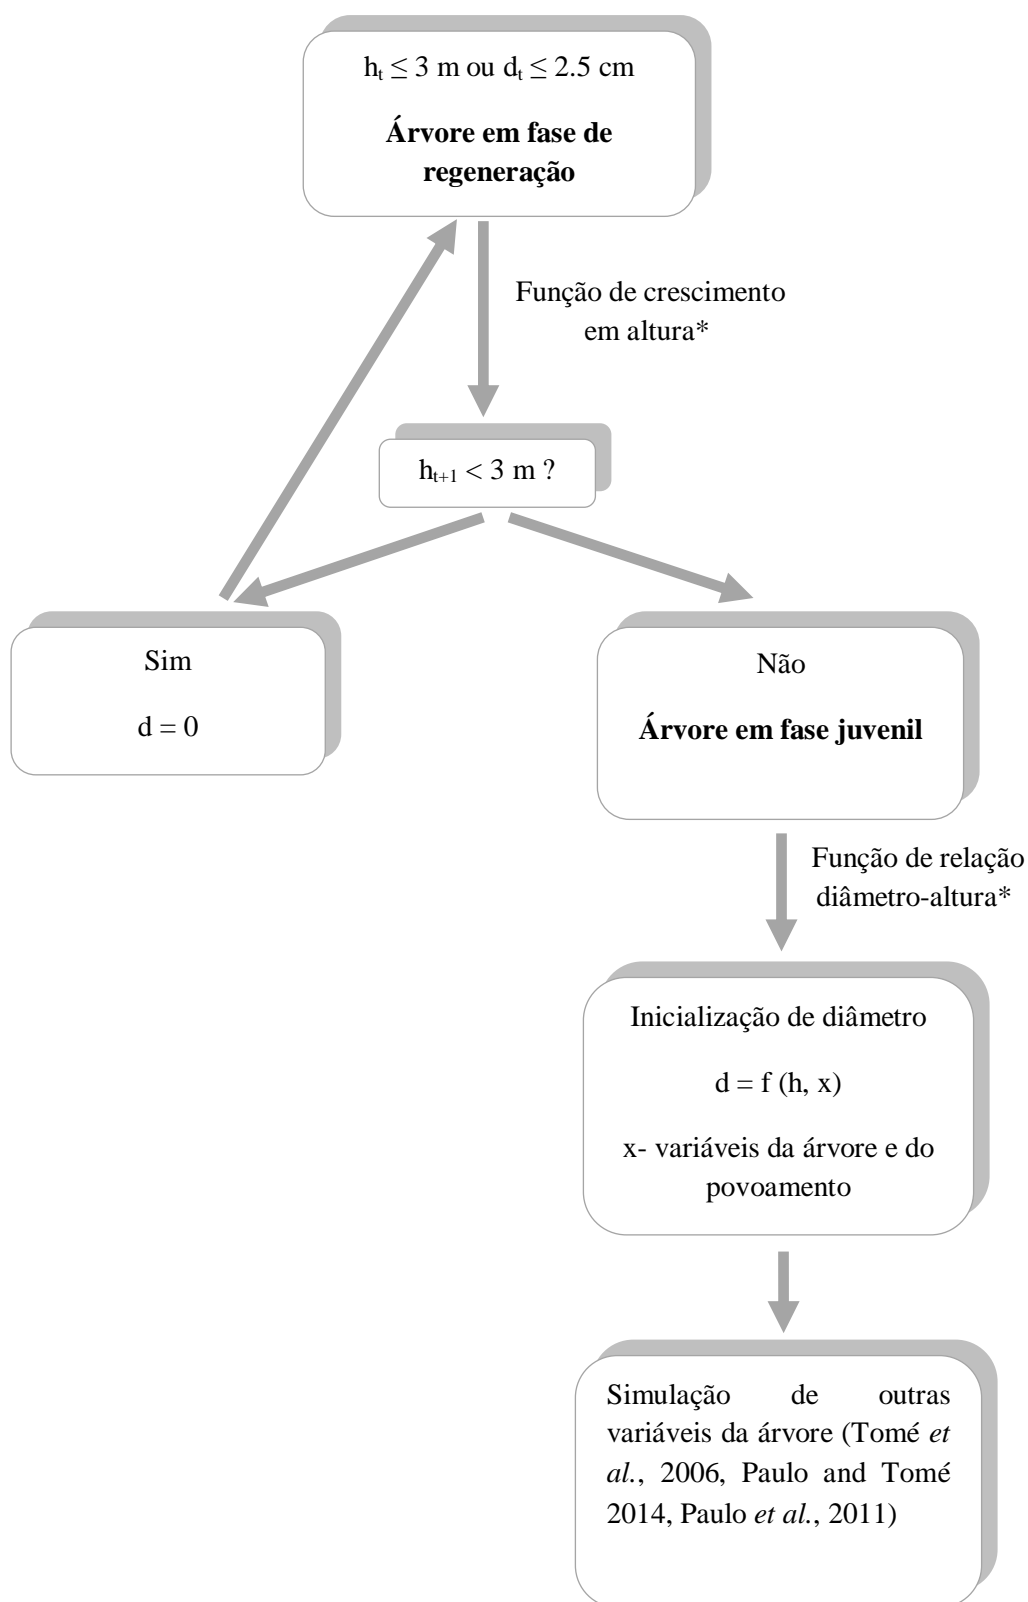 hₜ ≤ 3 m ou dₜ ≤ 2.5 cm
Árvore em fase de
regeneração
Função de crescimento
em altura*
hₜ₊₁ < 3 m ?
Sim
d = 0
Não
Árvore em fase juvenil
Função de relação
diâmetro-altura*
Inicialização de diâmetro
d = f (h, x)
x- variáveis da árvore e do
povoamento
Simulação de outras
variáveis da árvore (Tomé et
al., 2006, Paulo and Tomé
2014, Paulo et al., 2011)